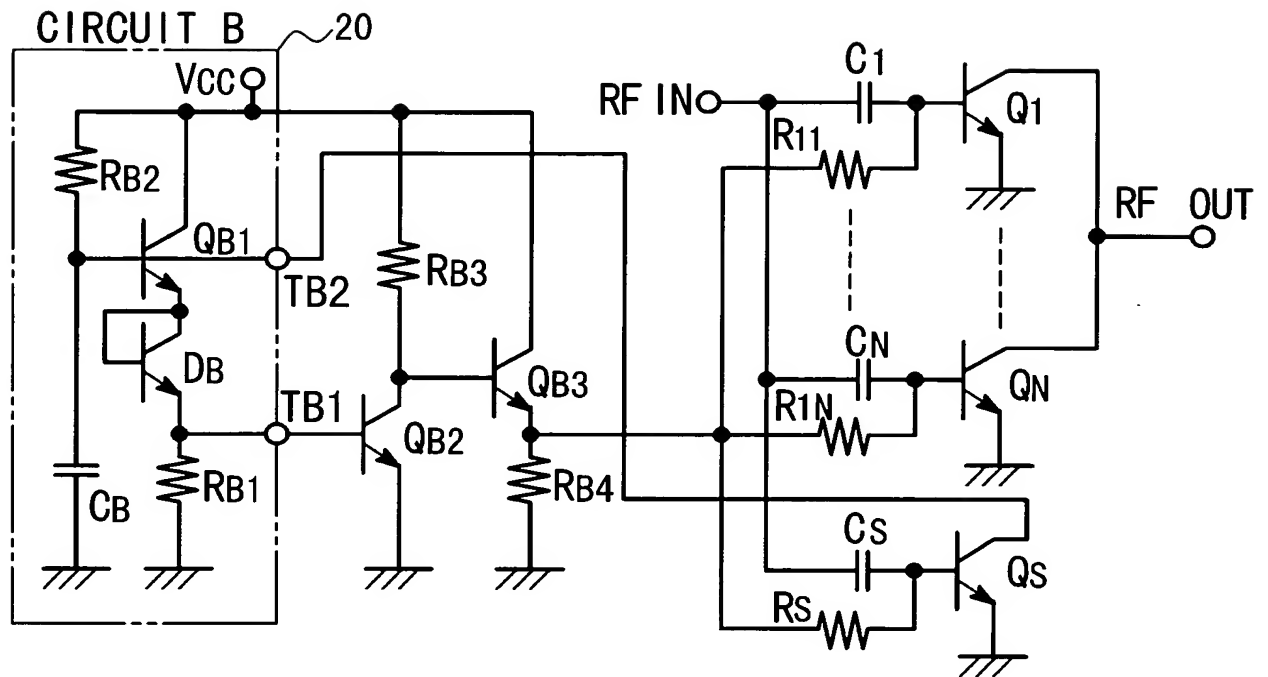 CIRCUIT B
20
VCC
RB2
QB1
TB2
DB
TB1
CB
RB1
RB3
QB2
QB3
RB4
RF IN
C1
Q1
R11
RF OUT
CN
QN
R1N
CS
QS
RS